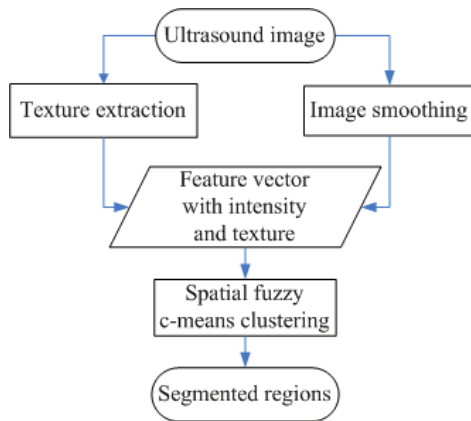 Ultrasound image
Texture extraction
Image smoothing
Feature vector
with intensity
and texture
Spatial fuzzy
c-means clustering
Segmented regions